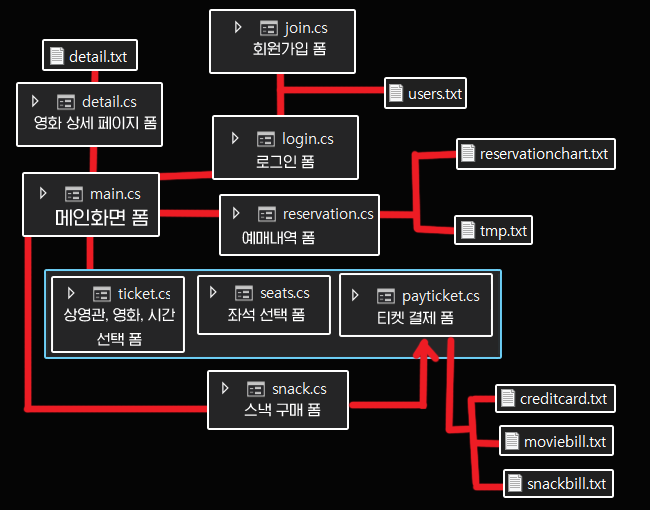 join.cs
회원가입 폼
detail.txt
detail.cs
영화 상세 페이지 폼
users.txt
login.cs
로그인 폼
reservationchart.txt
main.cs
메인화면 폼
reservation.cs
예매내역 폼
tmp.txt
ticket.cs
상영관, 영화, 시간
선택 폼
seats.cs
좌석 선택 폼
payticket.cs
티켓 결제 폼
snack.cs
스낵 구매 폼
creditcard.txt
moviebill.txt
snackbill.txt